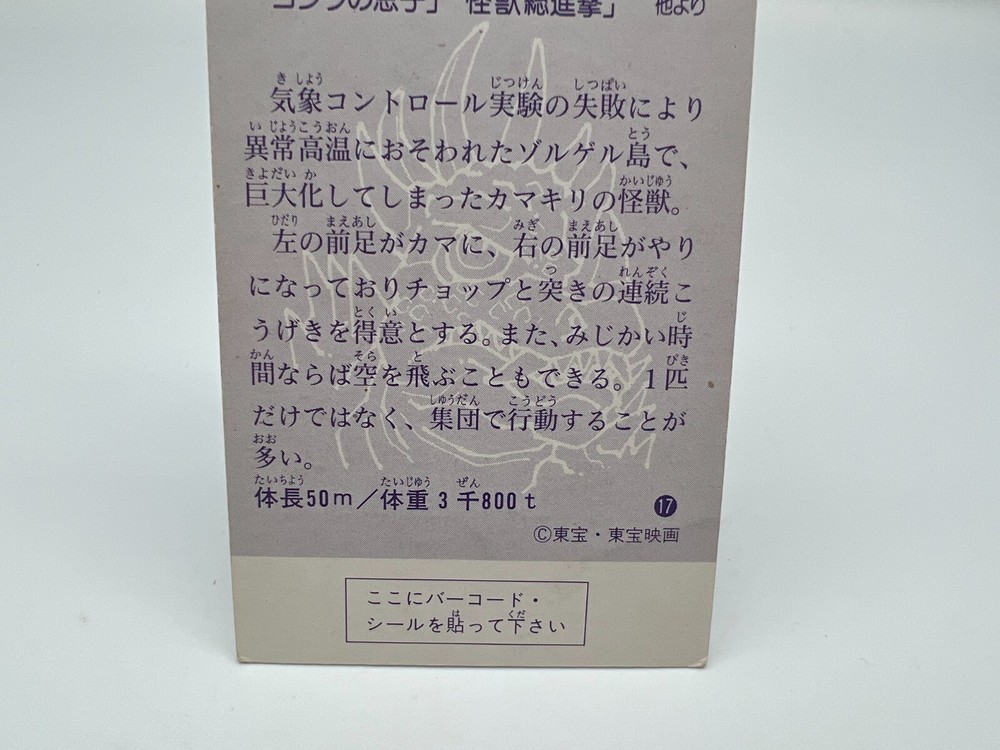 の息子」「怪獣総進撃」 他より
気象コントロール実験の失敗により
異常高温におそわれたゾルゲル島で、
巨大化してしまったカマキリの怪獣。
左の前足がカマに、右の前足がやり
になっておりチョップと突きの連続こ
うげきを得意とする。また、みじかい時
間ならば空を飛ぶこともできる。1匹
だけではなく、集団で行動することが
多い。
体長50m/体重3千800t
17
©東宝・東宝映画
ここにバーコード・
シールを貼って下さい